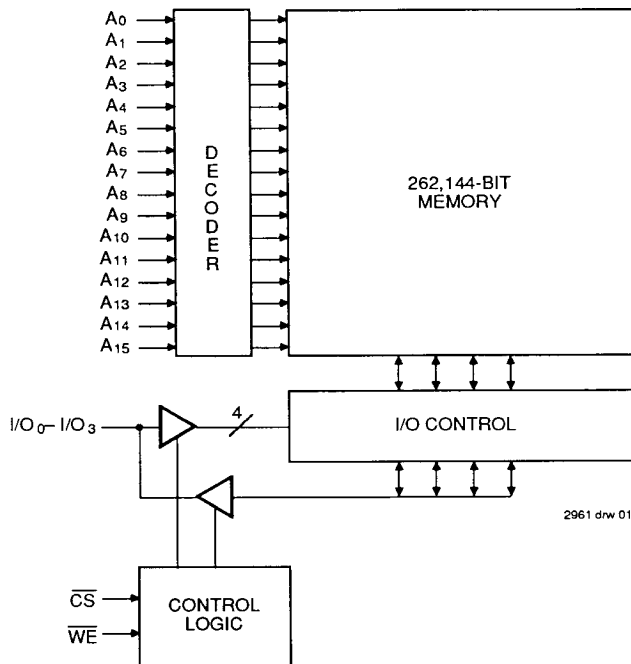 A0
A1
A2
A3
A4
A5
A6
A7
A8
A9
A10
A11
A12
A13
A14
A15
DECODER
262,144-BIT
MEMORY
I/O0– I/O3
4
I/O CONTROL
2961 drw 01
CS
WE
CONTROL
LOGIC